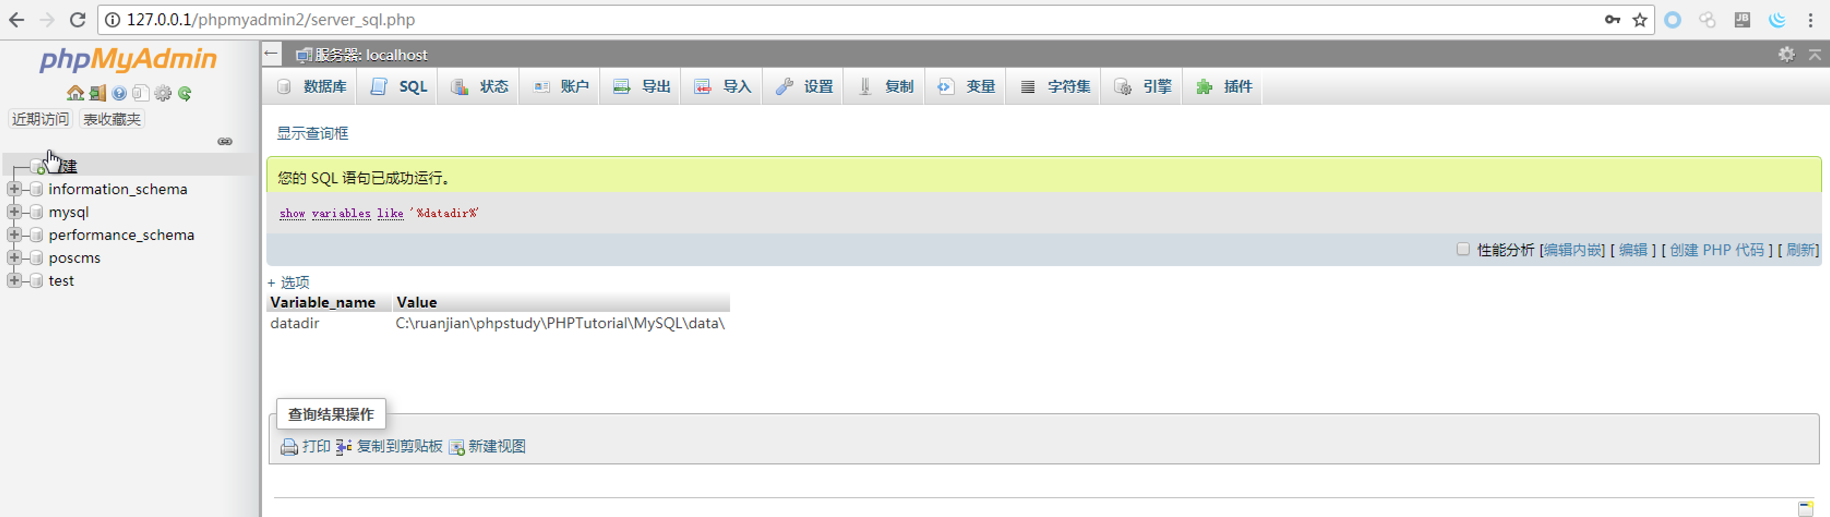 127.0.0.1/phpmyadmin2/server_sql.php
phpMyAdmin
近期访问 表收藏夹
建
information_schema
mysql
performance_schema
poscms
test
服务器: localhost
数据库 SQL 状态 账户 导出 导入 设置 复制 变量 字符集 引擎 插件
显示查询框
您的 SQL 语句已成功运行。
show variables like '%datadir%'
性能分析 [编辑内嵌] [ 编辑 ] [ 创建 PHP 代码 ] [ 刷新]
+ 选项
Variable_name Value
datadir C:\ruanjian\phpstudy\PHPTutorial\MySQL\data\
查询结果操作
打印 复制到剪贴板 新建视图